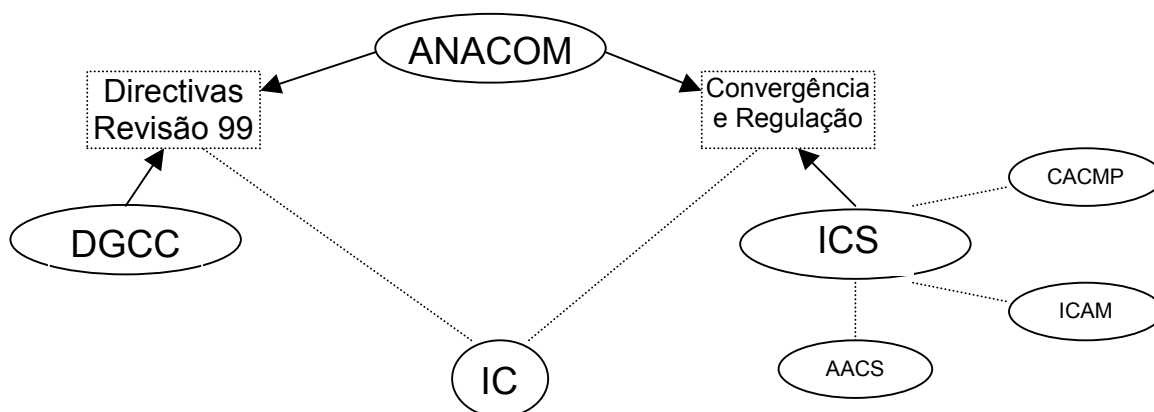 ANACOM
Directivas
Revisão 99
Convergência
e Regulação
CACMP
DGCC
ICS
ICAM
IC
AACS